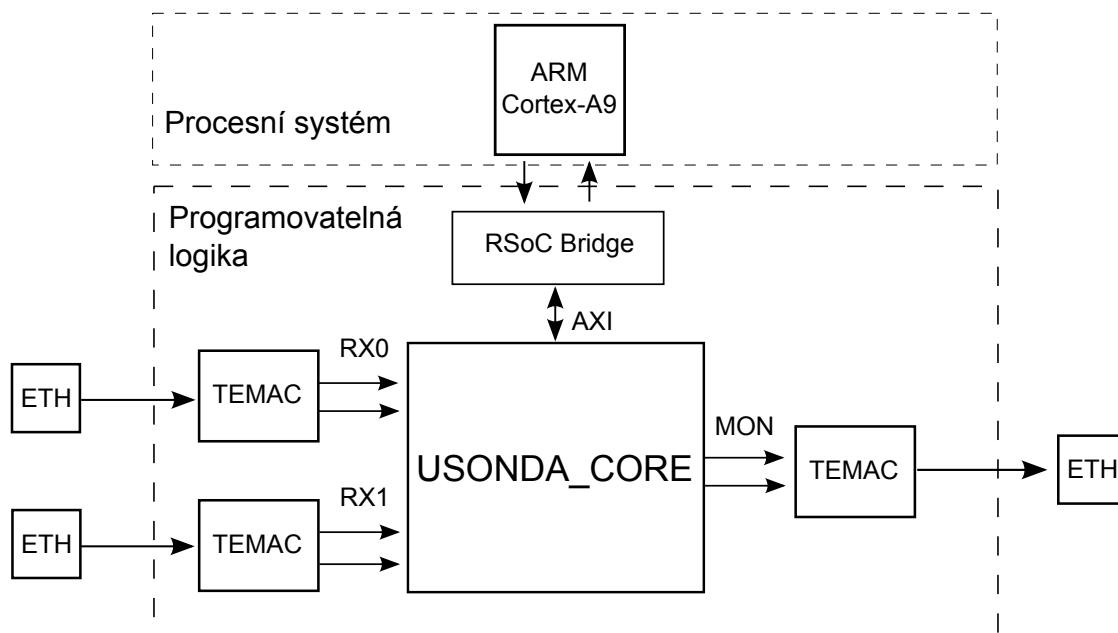 ARM
Cortex-A9
Procesní systém
Programovatelná
logika
RSoC Bridge
AXI
RX0
ETH
TEMAC
MON
USONDA_CORE
TEMAC
ETH
RX1
ETH
TEMAC